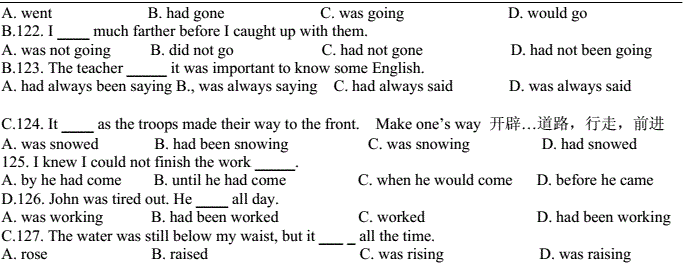 A. went B. had gone C. was going D. would go
B.122. I ____ much farther before I caught up with them.
A. was not going B. did not go C. had not gone D. had not been going
B.123. The teacher _____ it was important to know some English.
A. had always been saying B., was always saying C. had always said D. was always said
C.124. It ____ as the troops made their way to the front. Make one's way 开辟…道路，行走，前进
A. was snowed B. had been snowing C. was snowing D. had snowed
125. I knew I could not finish the work _____.
A. by he had come B. until he had come C. when he would come D. before he came
D.126. John was tired out. He ____ all day.
A. was working B. had been worked C. worked D. had been working
C.127. The water was still below my waist, but it ___ _ all the time.
A. rose B. raised C. was rising D. was raising